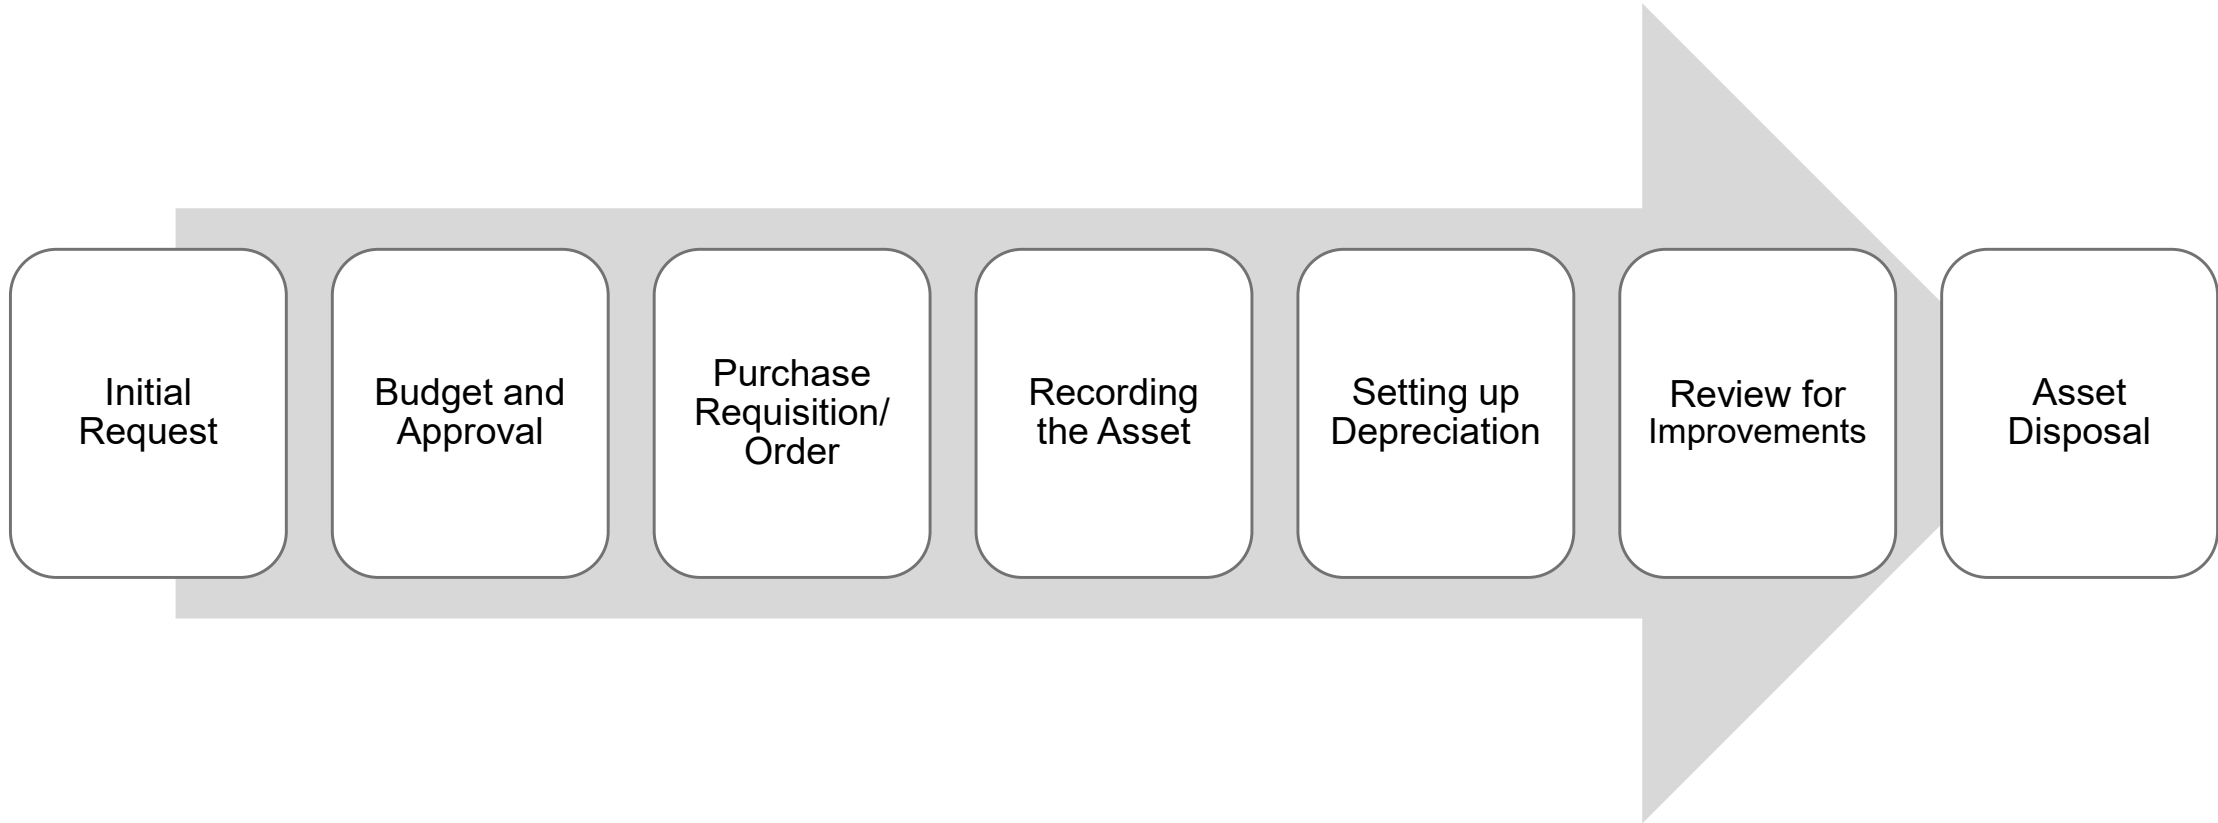 Initial
Request
Budget and
Approval
Purchase
Requisition/
Order
Recording
the Asset
Setting up
Depreciation
Review for
Improvements
Asset
Disposal